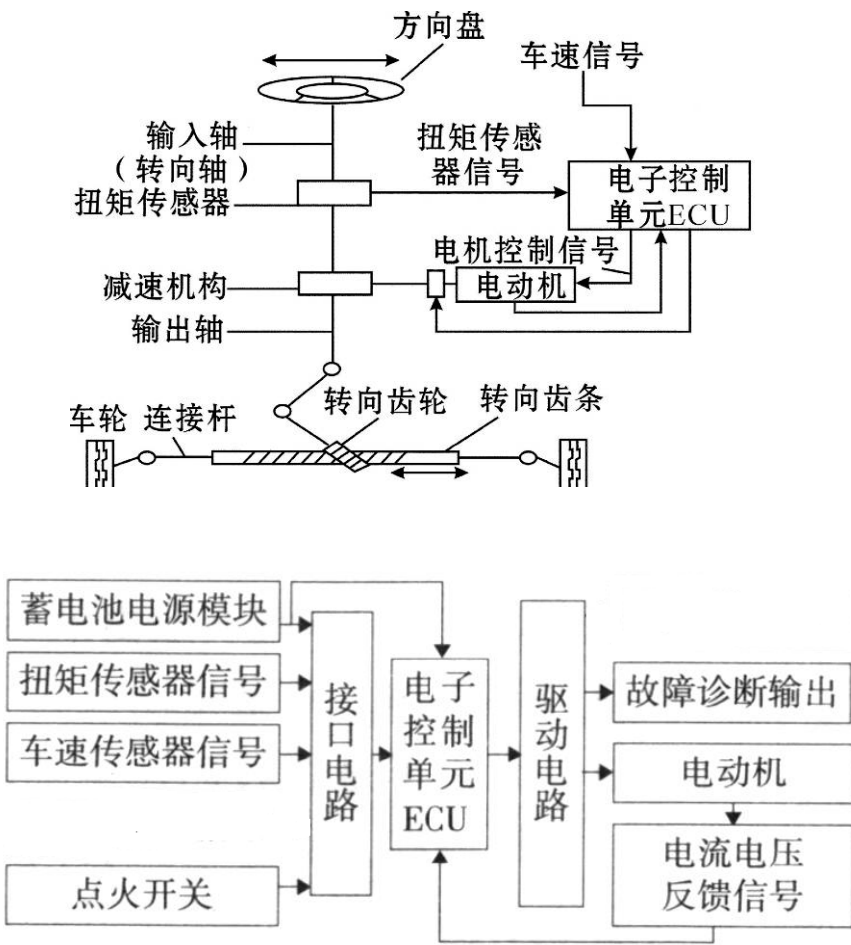 方向盘
车速信号
输入轴
（转向轴）
扭矩传感器
扭矩传感
器信号
电子控制
单元ECU
电机控制信号
减速机构
电动机
输出轴
车轮
连接杆
转向齿轮
转向齿条
蓄电池电源模块
扭矩传感器信号
车速传感器信号
点火开关
接口电路
电子
控制
单元
ECU
驱动电路
故障诊断输出
电动机
电流电压
反馈信号